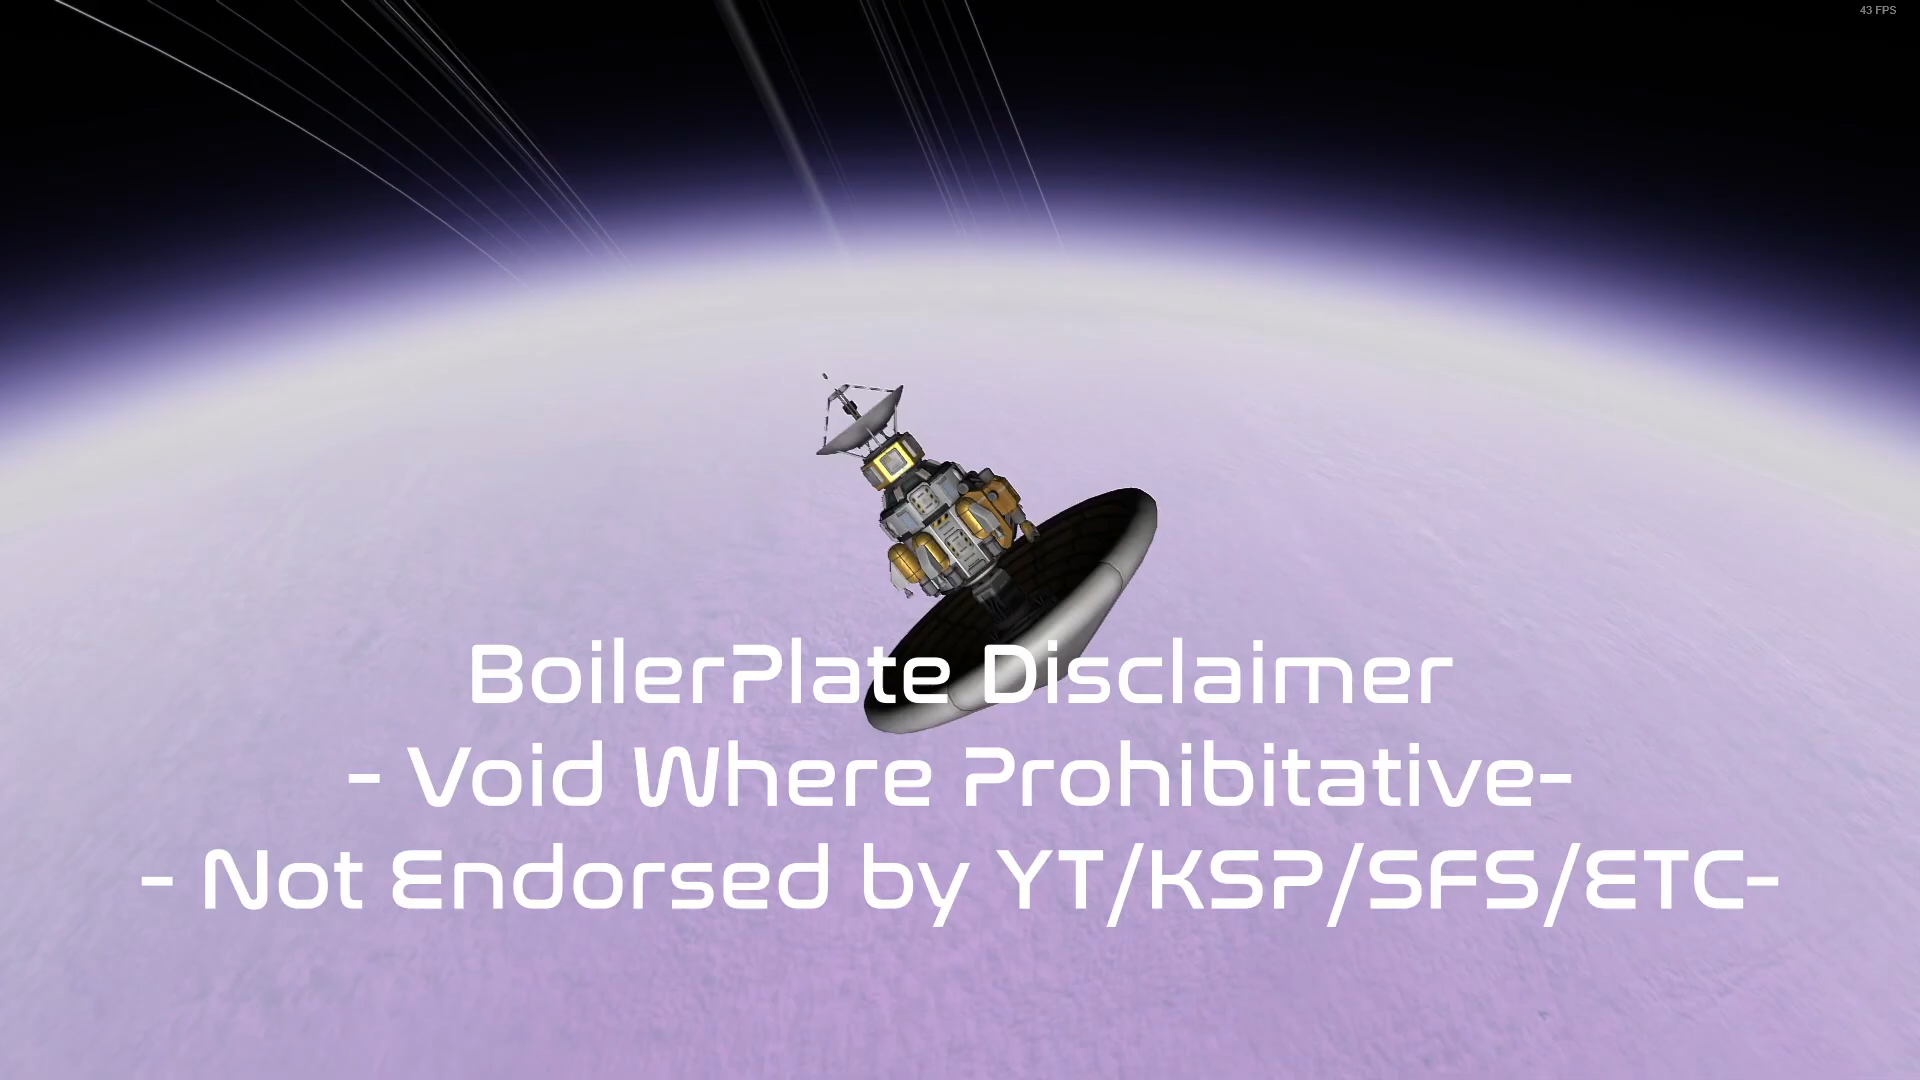 43 FPS
BoilerPlate Disclaimer
- Void Where Prohibitative-
- Not Endorsed by YT/KSP/SFS/ETC-